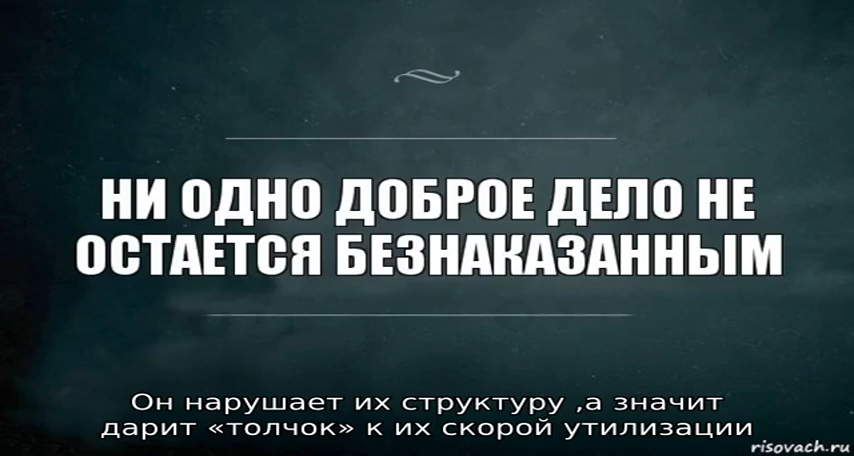 НИ ОДНО ДОБРОЕ ДЕЛО НЕ
ОСТАЕТСЯ БЕЗНАКАЗАННЫМ
Он нарушает их структуру ,а значит
дарит «толчок» к их скорой утилизации
risovach.ru